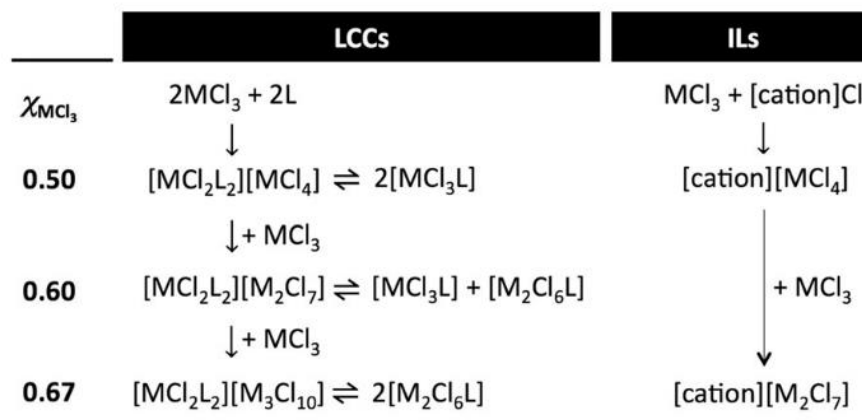 LCCs ILs
χMCl₃ 2MCl₃ + 2L MCl₃ + [cation]Cl
↓ ↓
0.50 [MCl₂L₂][MCl₄] ⇌ 2[MCl₃L] [cation][MCl₄]
↓ + MCl₃
0.60 [MCl₂L₂][M₂Cl₇] ⇌ [MCl₃L] + [M₂Cl₆L] ↓ + MCl₃
↓ + MCl₃
0.67 [MCl₂L₂][M₃Cl₁₀] ⇌ 2[M₂Cl₆L] [cation][M₂Cl₇]